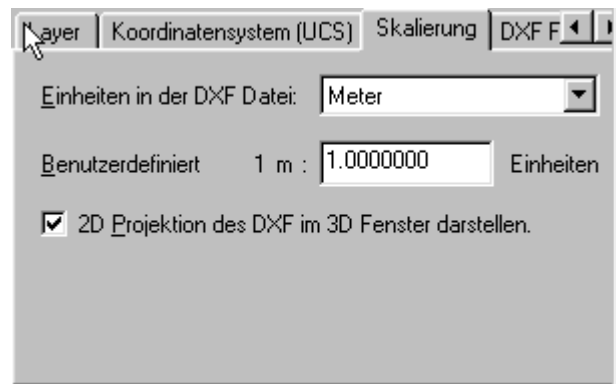 Layer Koordinatensystem (UCS) Skalierung DXF F
Einheiten in der DXF Datei: Meter
Benutzerdefiniert 1 m : 1.0000000 Einheiten
2D Projektion des DXF im 3D Fenster darstellen.